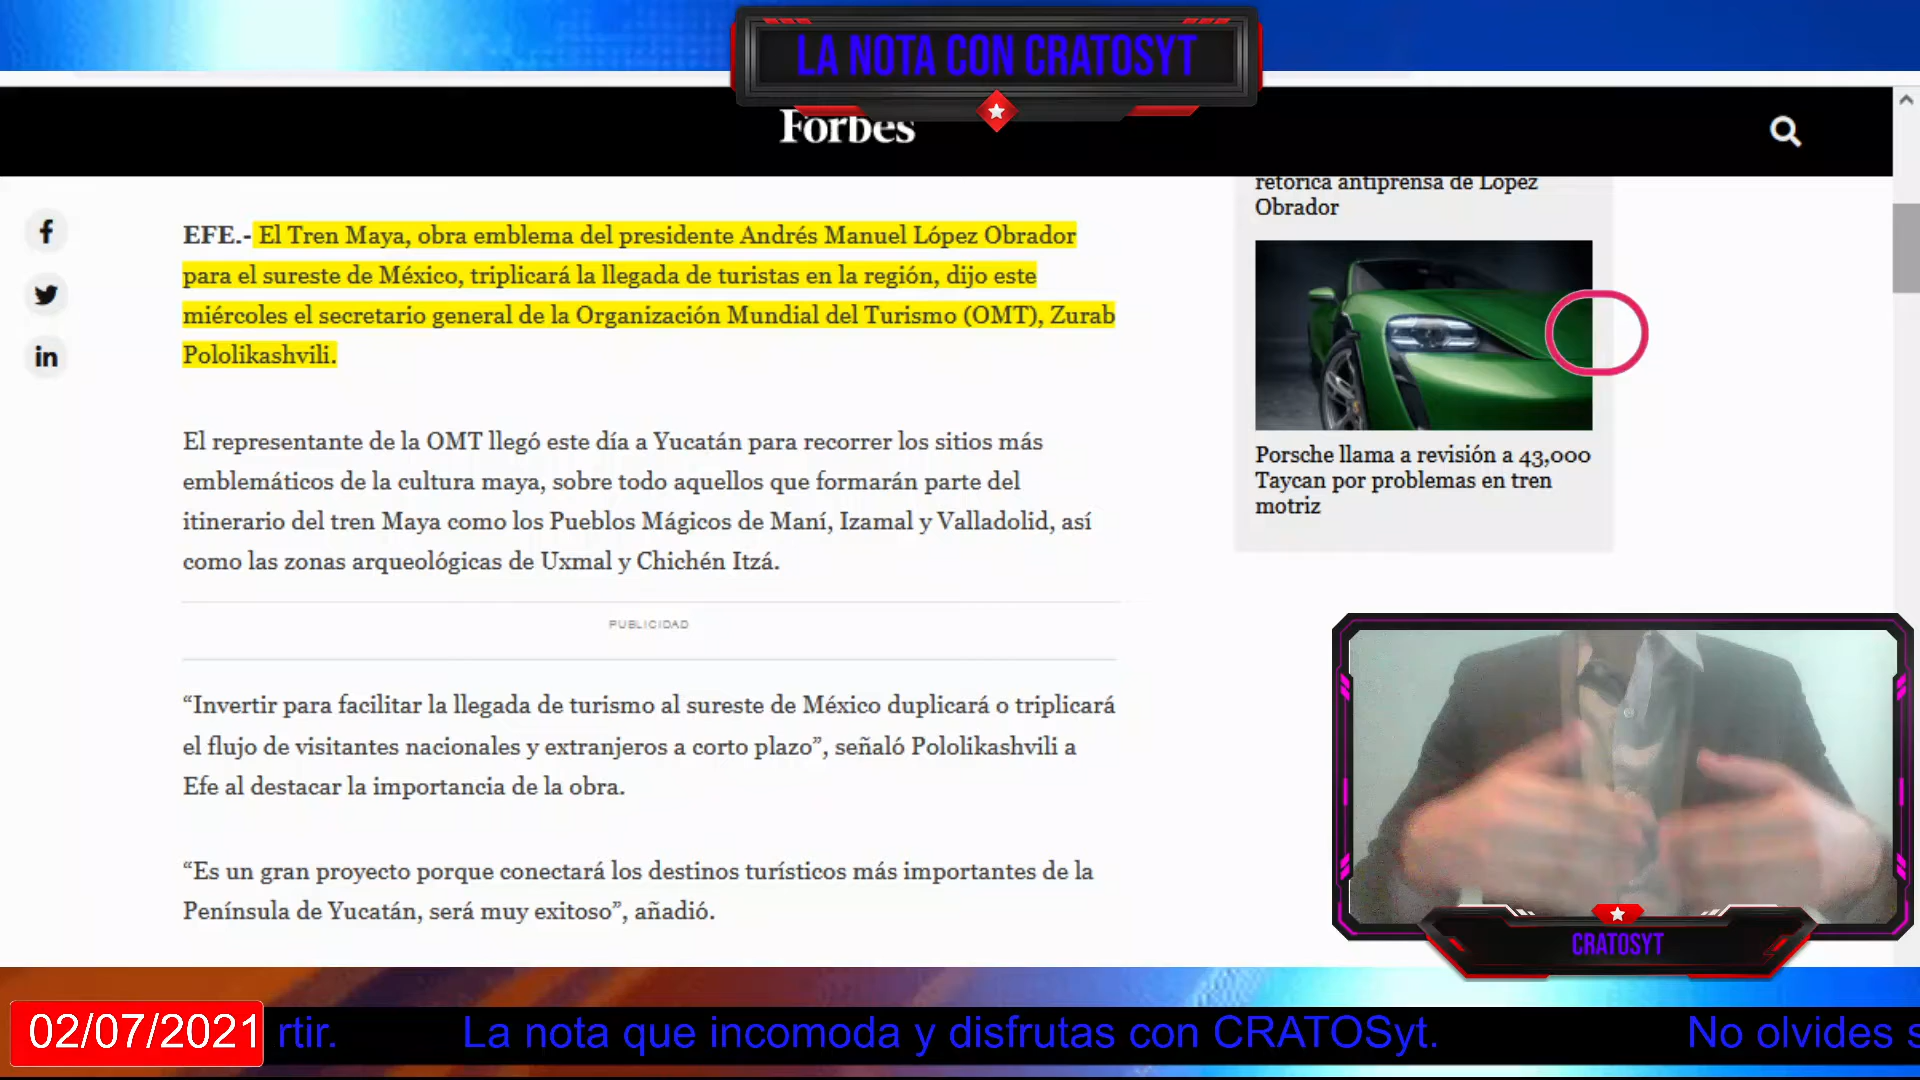 LA NOTA CON CRATOSYT
Forbes
retórica antiprensa de López
Obrador
EFE.- El Tren Maya, obra emblema del presidente Andrés Manuel López Obrador
para el sureste de México, triplicará la llegada de turistas en la región, dijo este
miércoles el secretario general de la Organización Mundial del Turismo (OMT), Zurab
Pololikashvili.
El representante de la OMT llegó este día a Yucatán para recorrer los sitios más
emblemáticos de la cultura maya, sobre todo aquellos que formarán parte del
itinerario del tren Maya como los Pueblos Mágicos de Maní, Izamal y Valladolid, así
como las zonas arqueológicas de Uxmal y Chichén Itzá.
Porsche llama a revisión a 43,000
Taycan por problemas en tren
motriz
PUBLICIDAD
“Invertir para facilitar la llegada de turismo al sureste de México duplicará o triplicará
el flujo de visitantes nacionales y extranjeros a corto plazo”, señaló Pololikashvili a
Efe al destacar la importancia de la obra.
“Es un gran proyecto porque conectará los destinos turísticos más importantes de la
Península de Yucatán, será muy exitoso”, añadió.
CRATOSYT
02/07/2021 rtir. La nota que incomoda y disfrutas con CRATOSyt. No olvides s